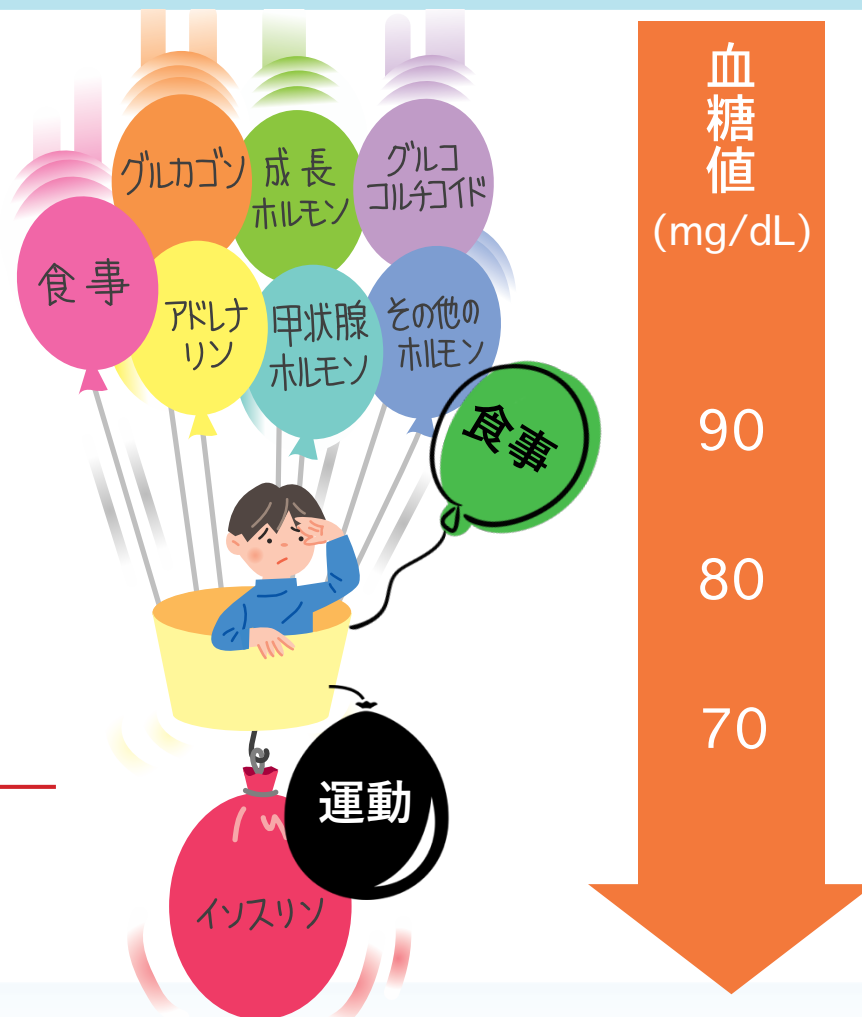 グルカゴン
成長
ホルモン
グルコ
コルチコイド
食事
アドレナ
リン
甲状腺
ホルモン
その他の
ホルモン
食事
運動
インスリン
血糖値
(mg/dL)
90
80
70